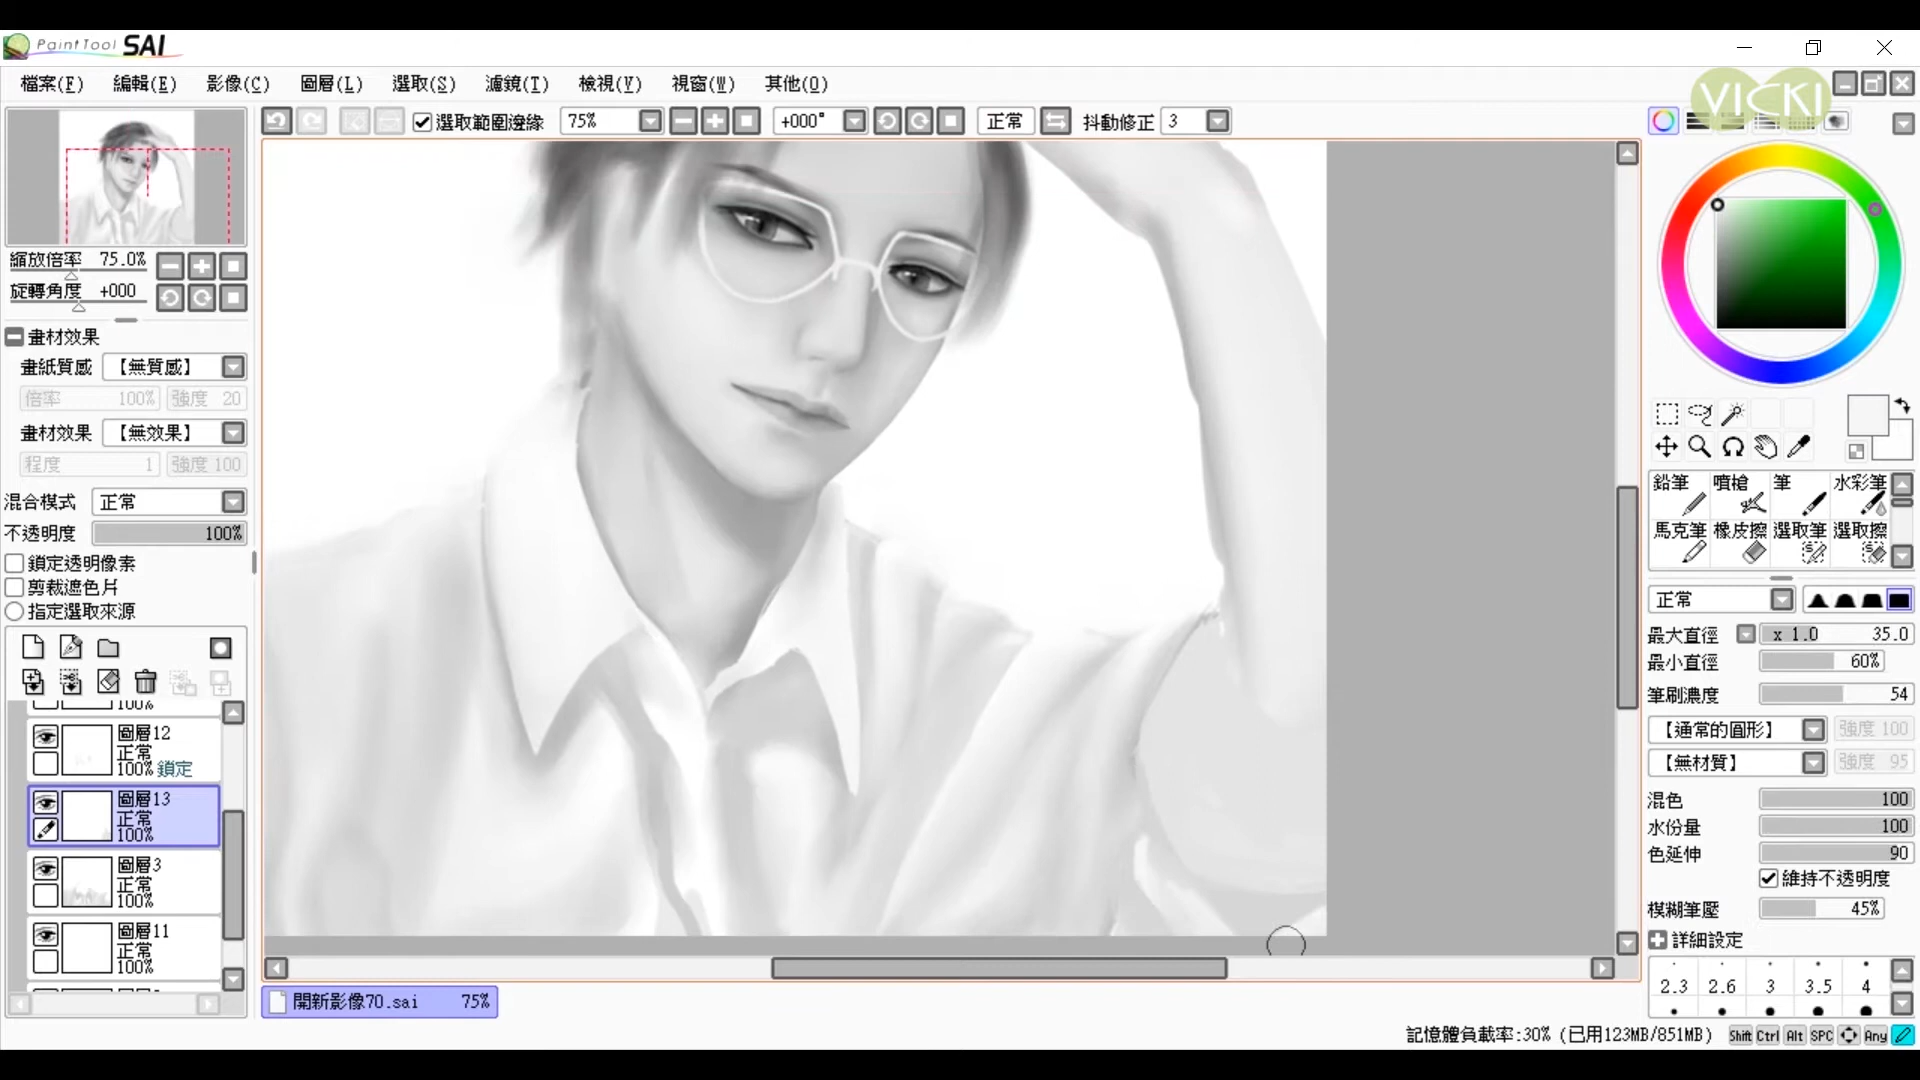 PaintTool SAI
VICKI
檔案(F) 編輯(E) 影像(C) 圖層(L) 選取(S) 濾鏡(T) 檢視(V) 視窗(W) 其他(O)
選取範圍邊緣 75% +000° 正常 抖動修正 3
縮放倍率 75.0%
旋轉角度 +000
畫材效果
畫紙質感 【無質感】
倍率 100% 強度 20
畫材效果 【無效果】
程度 1 強度 100
混合模式 正常
不透明度 100%
鎖定透明像素
剪裁遮色片
指定選取來源
100%
圖層12
正常
100% 鎖定
圖層13
正常
100%
圖層3
正常
100%
圖層11
正常
100%
開新影像70.sai 75%
鉛筆 噴槍 筆 水彩筆
馬克筆 橡皮擦 選取筆 選取擦
正常
最大直徑 x 1.0 35.0
最小直徑 60%
筆刷濃度 54
【通常的圓形】 強度 100
【無材質】 強度 95
混色 100
水份量 100
色延伸 90
維持不透明度
模糊筆壓 45%
詳細設定
2.3 2.6 3 3.5 4
記憶體負載率:30% (已用123MB/851MB) Shift Ctrl Alt SPC Any